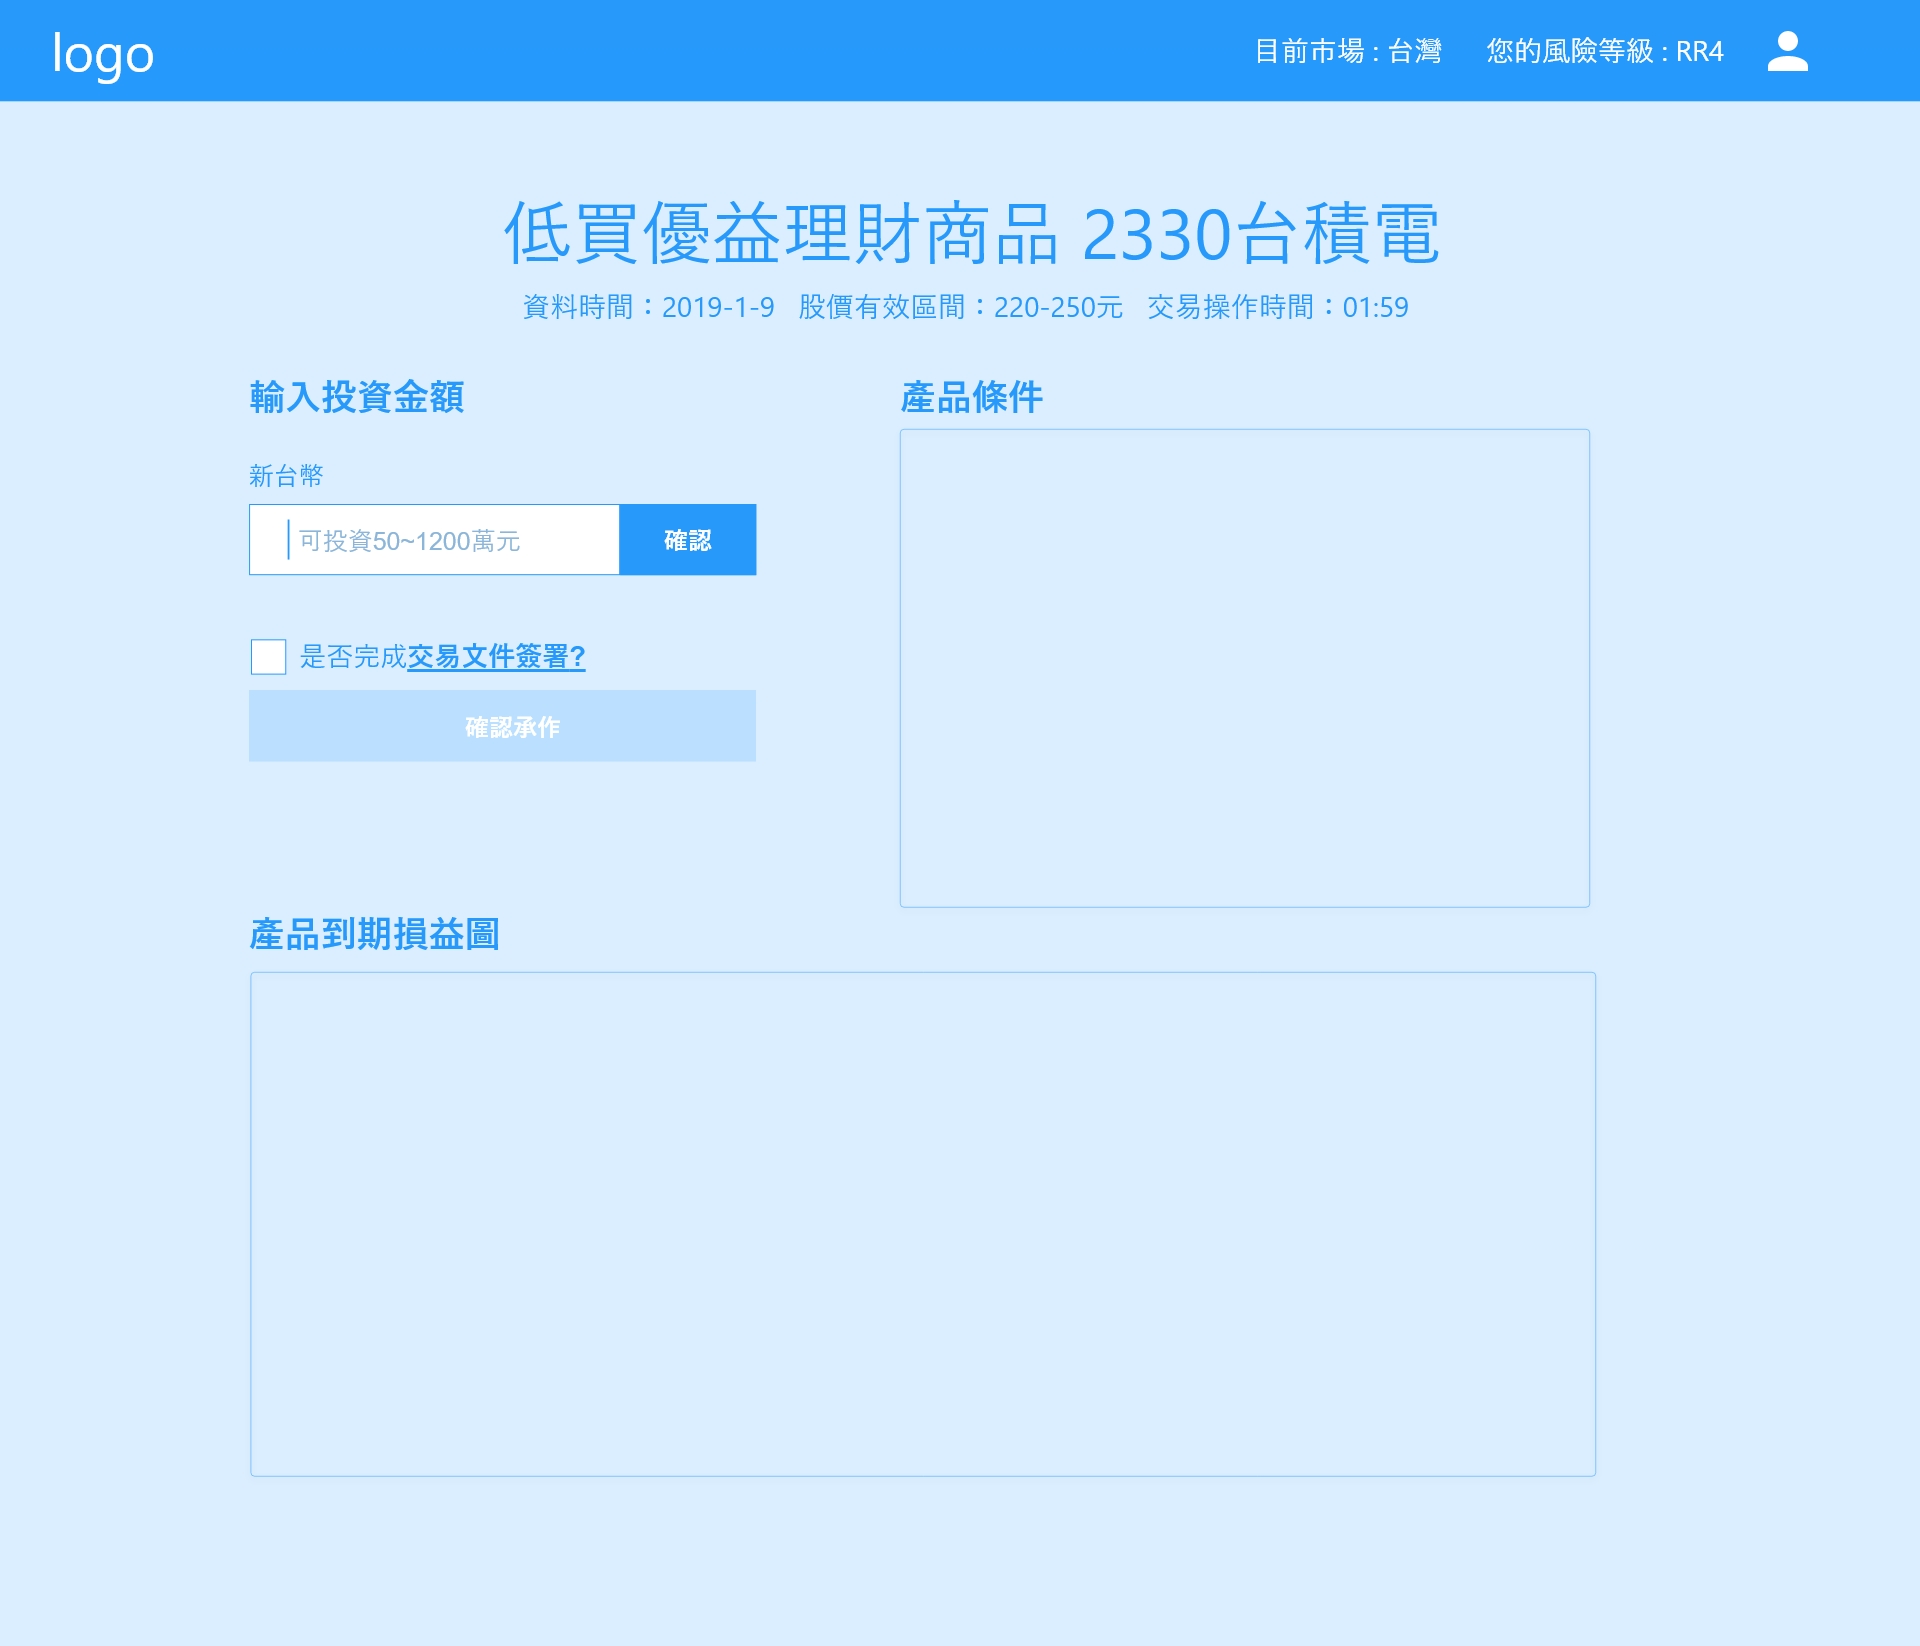 logo
目前市場 : 台灣 您的風險等級 : RR4
低買優益理財商品 2330台積電
資料時間：2019-1-9 股價有效區間：220-250元 交易操作時間：01:59
輸入投資金額
新台幣
可投資50~1200萬元 確認
是否完成交易文件簽署?
確認承作
產品條件
產品到期損益圖